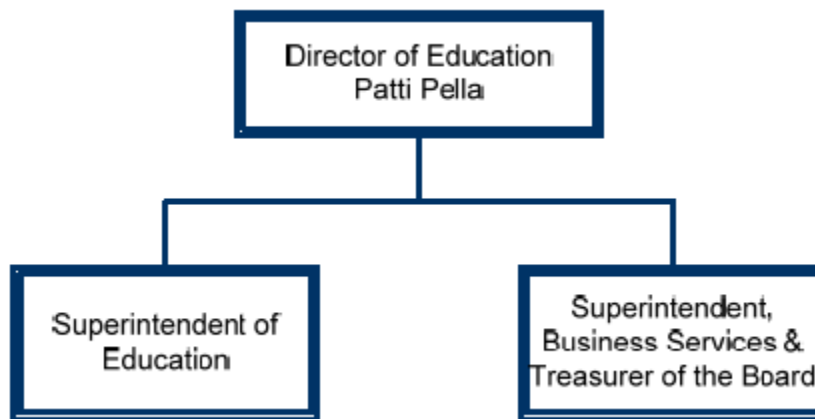 Director of Education
Patti Pella
Superintendent of
Education
Superintendent,
Business Services &
Treasurer of the Board